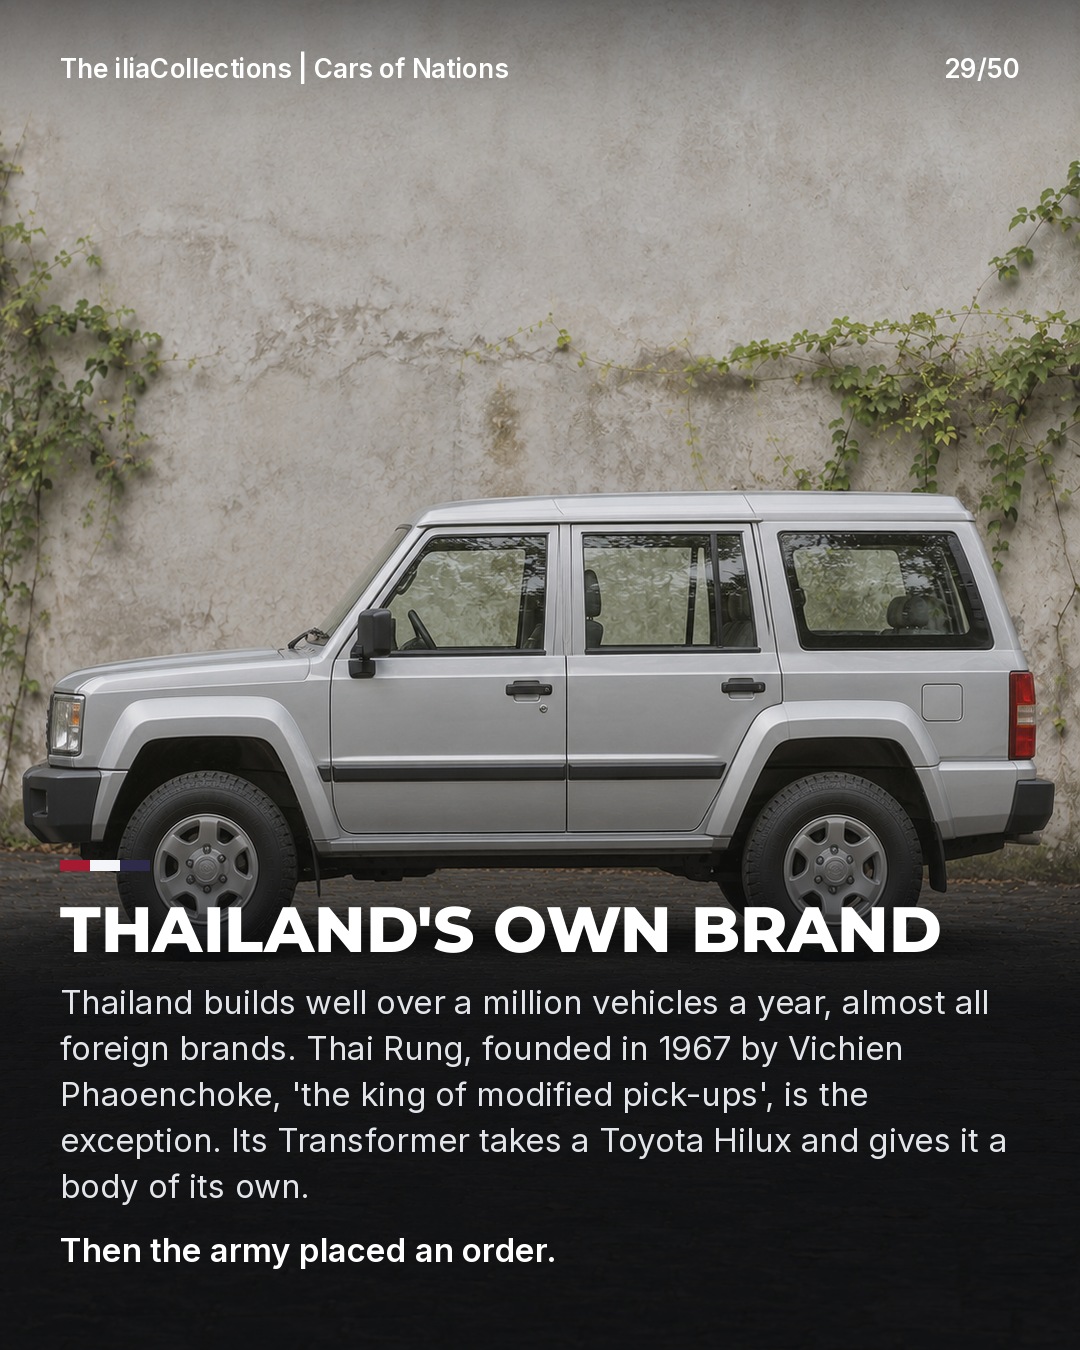 The iliaCollections | Cars of Nations
29/50
THAILAND'S OWN BRAND
Thailand builds well over a million vehicles a year, almost all
foreign brands. Thai Rung, founded in 1967 by Vichien
Phaoenchoke, 'the king of modified pick-ups', is the
exception. Its Transformer takes a Toyota Hilux and gives it a
body of its own.
Then the army placed an order.